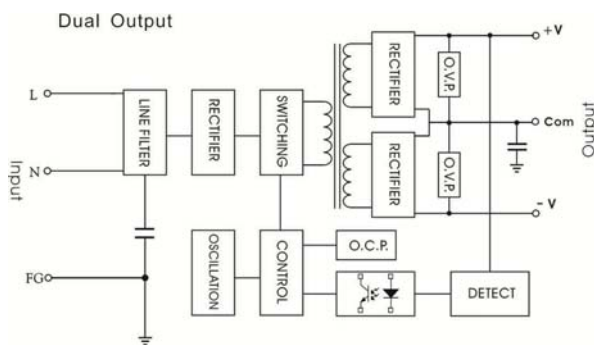 Dual Output
L
N
FG
Input
LINE FILTER
RECTIFIER
SWITCHING
RECTIFIER
RECTIFIER
O.V.P.
O.V.P.
+V
Com
-V
Output
OSCILLATION
CONTROL
O.C.P.
DETECT